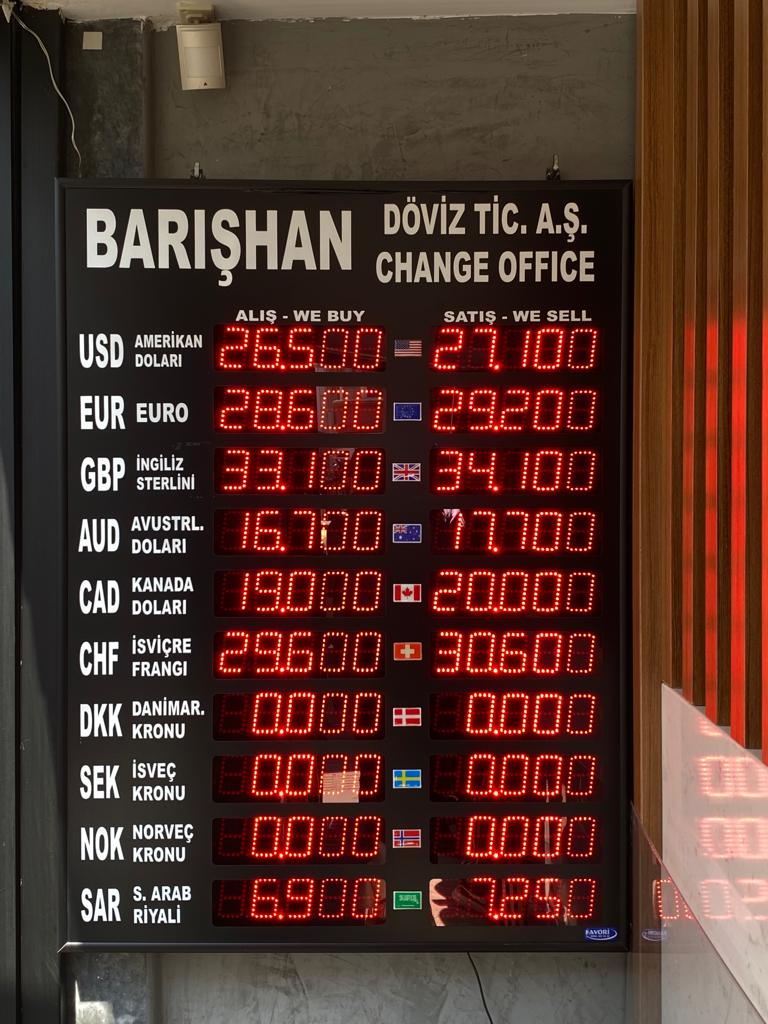 BARIŞHAN
DÖVİZ TİC. A.Ş.
CHANGE OFFICE
ALIŞ - WE BUY SATIŞ - WE SELL
USD AMERİKAN DOLARI 26.500 27.100
EUR EURO 28.600 29.200
GBP İNGİLİZ STERLİNİ 33.100 34.100
AUD AVUSTRL. DOLARI 16.700 17.700
CAD KANADA DOLARI 19.000 20.000
CHF İSVİÇRE FRANGI 29.600 30.600
DKK DANİMAR. KRONU 0.000 0.000
SEK İSVEÇ KRONU 0.000 0.000
NOK NORVEÇ KRONU 0.000 0.000
SAR S. ARAB RİYALİ 6.900 7.250
FAVORİ